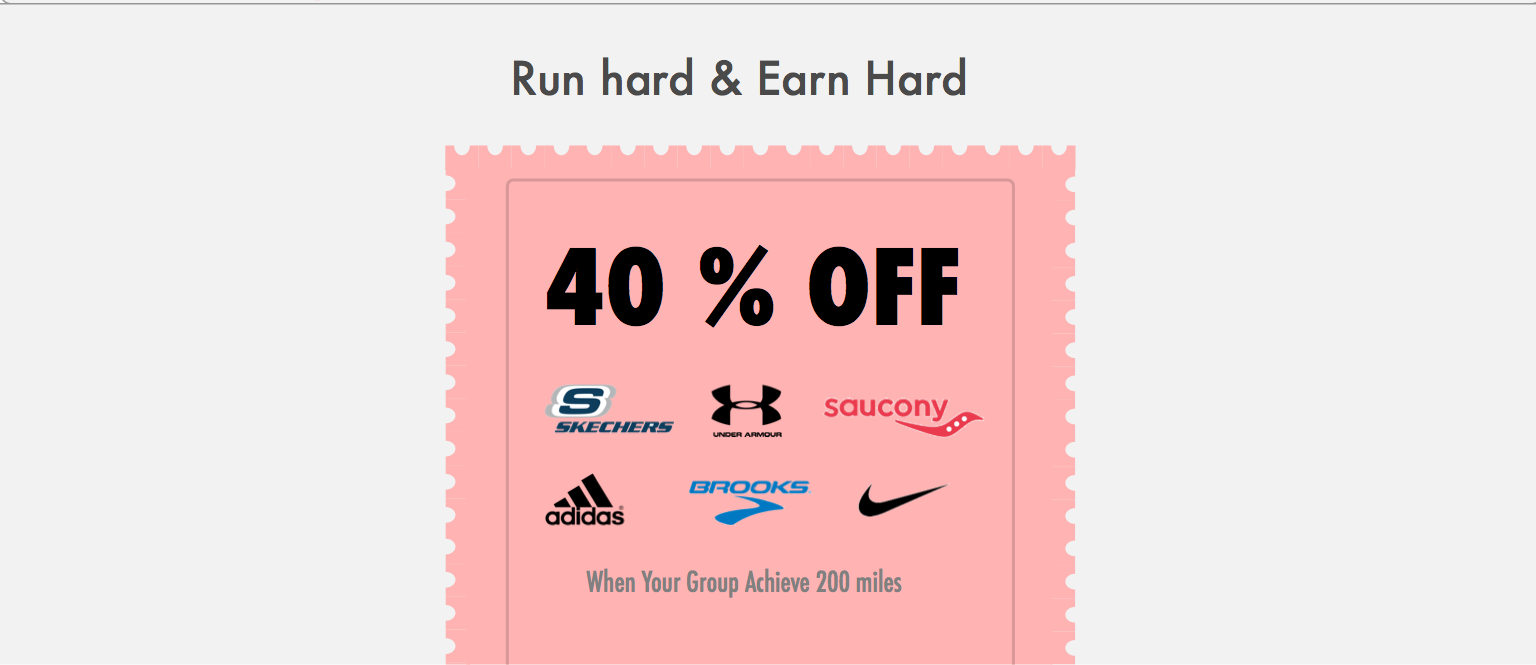 Run hard & Earn Hard
40 % OFF
S
SKECHERS
UNDER ARMOUR
saucony
adidas
BROOKS
When Your Group Achieve 200 miles